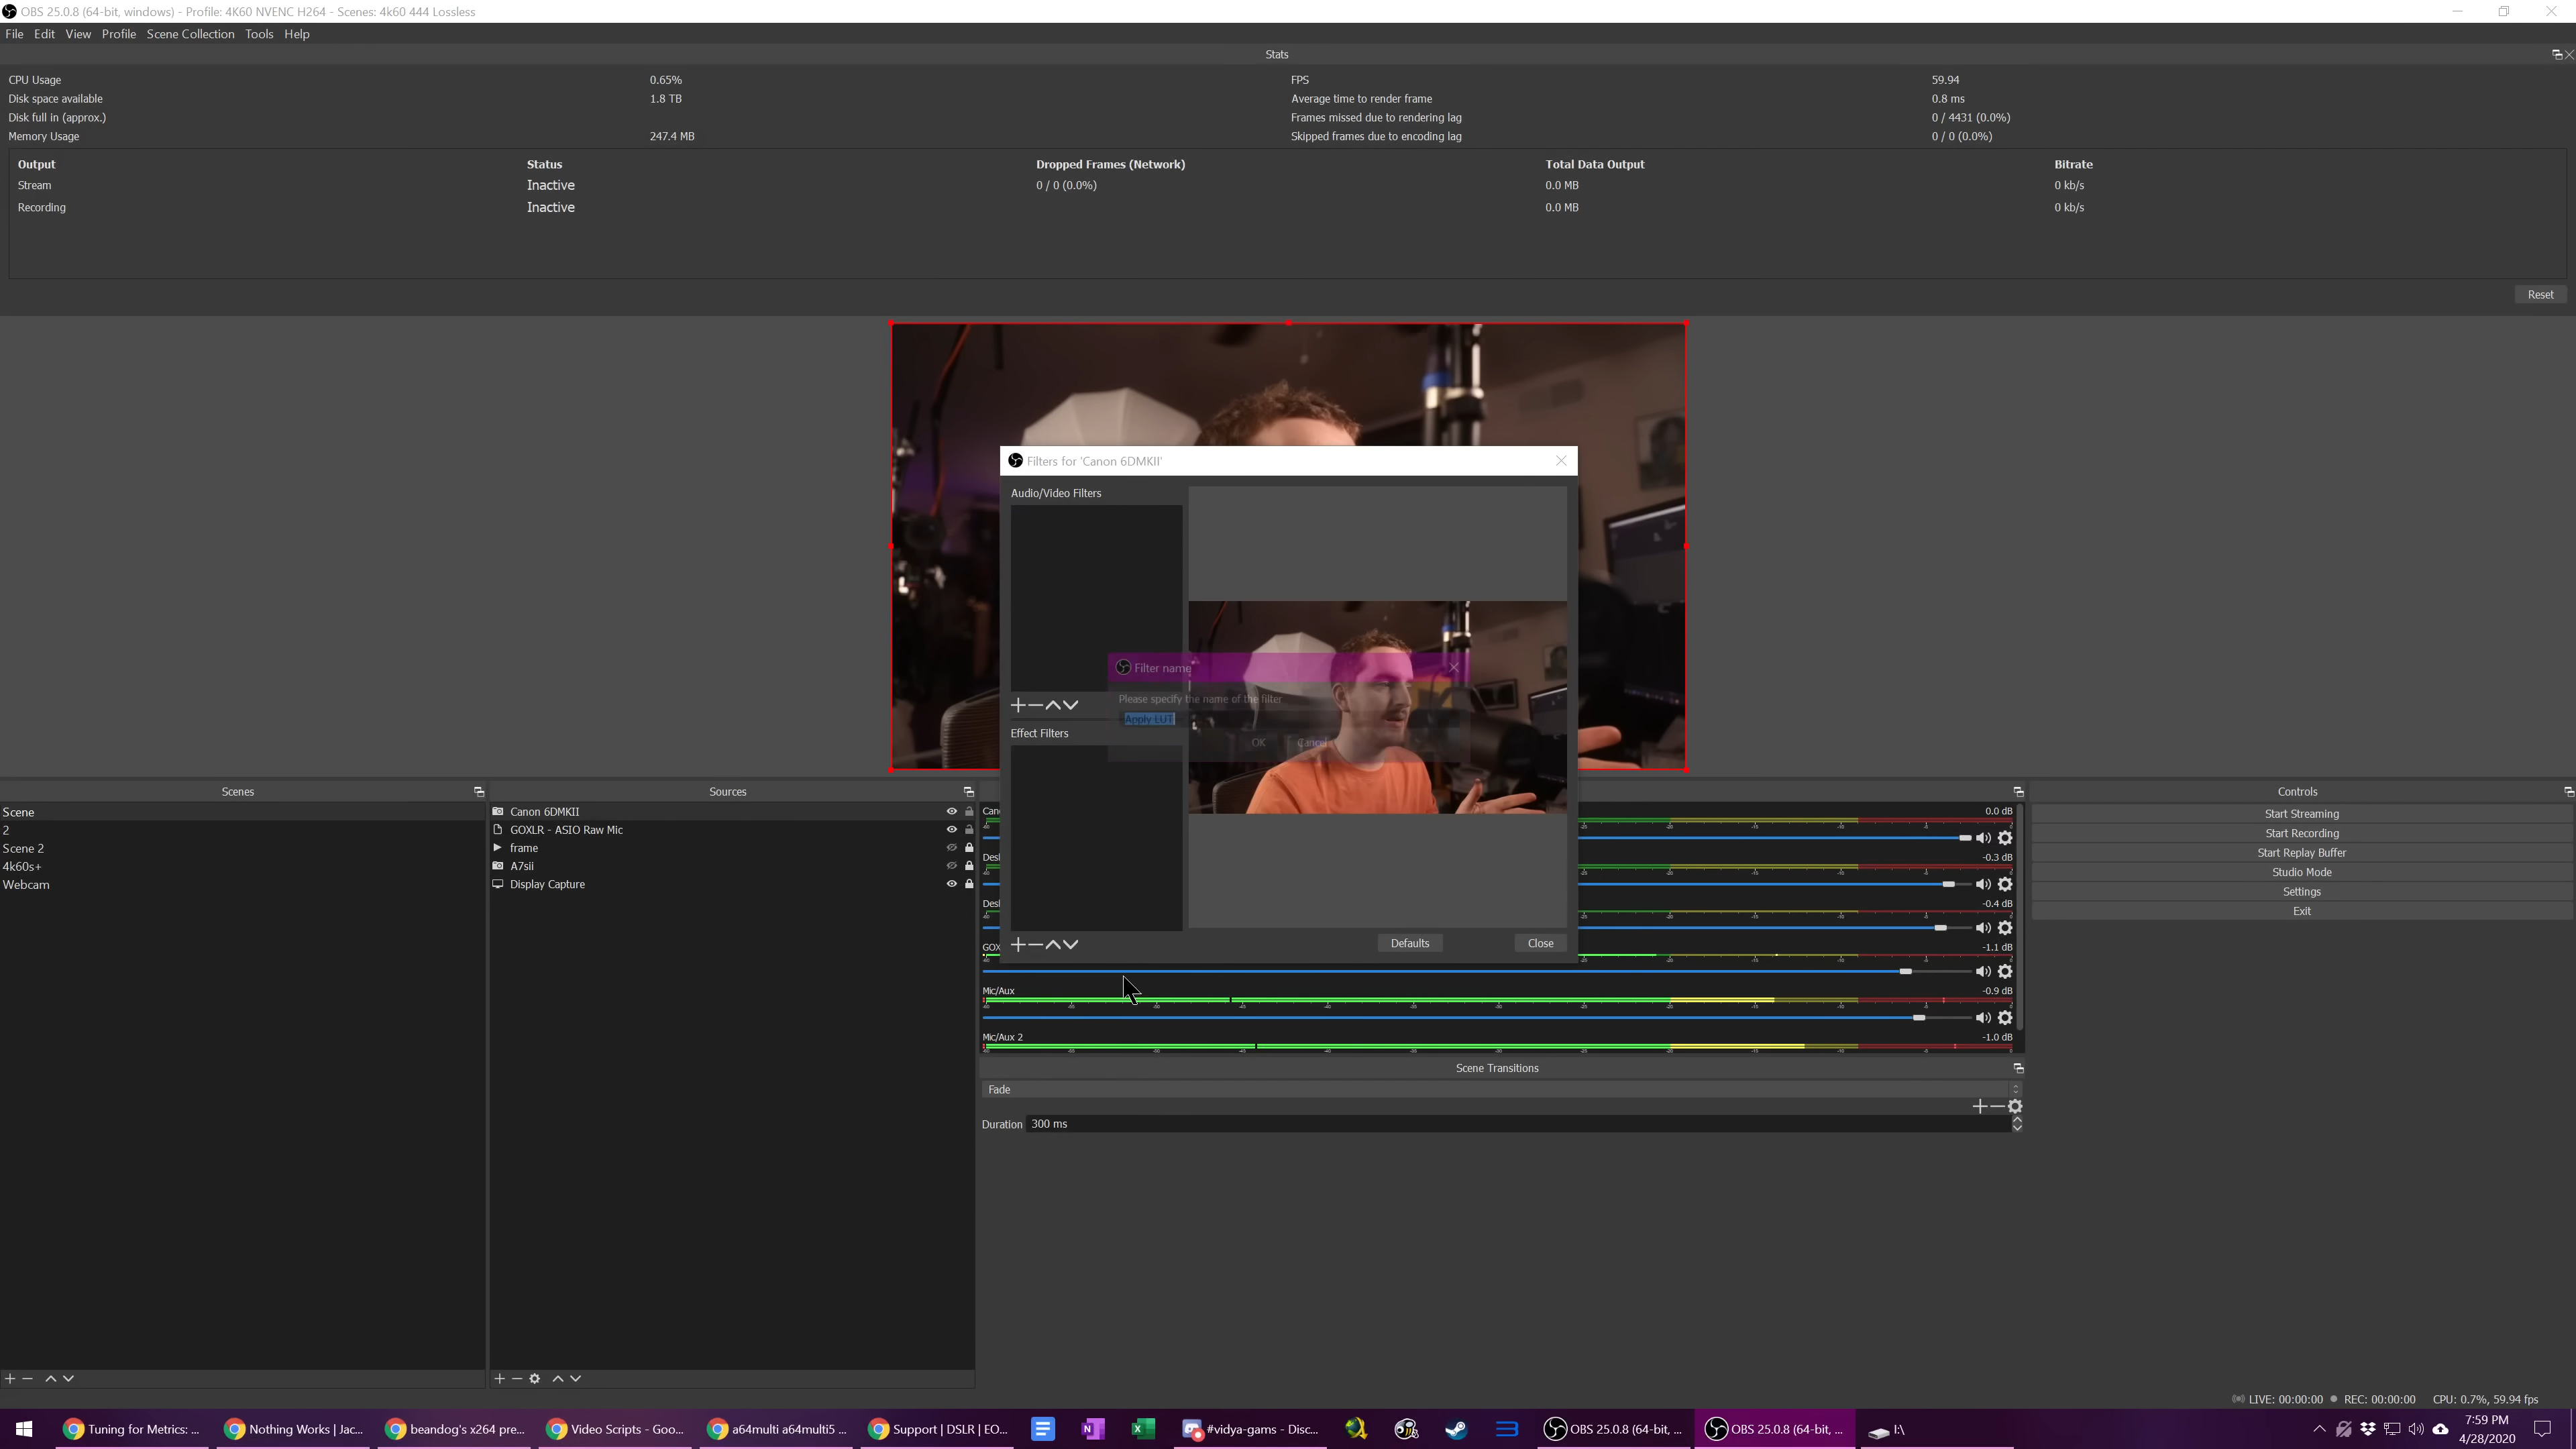 OBS 25.0.8 (64-bit, windows) - Profile: 4K60 NVENC H264 - Scenes: 4k60 444 Lossless
File Edit View Profile Scene Collection Tools Help
Stats
CPU Usage 0.65% FPS 59.94
Disk space available 1.8 TB Average time to render frame 0.8 ms
Disk full in (approx.) Frames missed due to rendering lag 0 / 4431 (0.0%)
Memory Usage 247.4 MB Skipped frames due to encoding lag 0 / 0 (0.0%)
Output Status Dropped Frames (Network) Total Data Output Bitrate
Stream Inactive 0 / 0 (0.0%) 0.0 MB 0 kb/s
Recording Inactive 0.0 MB 0 kb/s
Reset
Filters for 'Canon 6DMKII'
Audio/Video Filters
Filter name
Please specify the name of the filter
Apply LUT
OK Cancel
Effect Filters
Defaults Close
Scenes
Scene
2
Scene 2
4k60s+
Webcam
Sources
Canon 6DMKII
GOXLR - ASIO Raw Mic
frame
A7sii
Display Capture
Can 0.0 dB
Des -0.3 dB
Des -0.4 dB
GOX -1.1 dB
Mic/Aux -0.9 dB
Mic/Aux 2 -1.0 dB
Scene Transitions
Fade
Duration 300 ms
Controls
Start Streaming
Start Recording
Start Replay Buffer
Studio Mode
Settings
Exit
LIVE: 00:00:00 REC: 00:00:00 CPU: 0.7%, 59.94 fps
Tuning for Metrics: ... Nothing Works | Jac... beandog's x264 pre... Video Scripts - Goo... a64multi a64multi5 ... Support | DSLR | EO... #vidya-gams - Disc... OBS 25.0.8 (64-bit, ... OBS 25.0.8 (64-bit, ... I:\
7:59 PM
4/28/2020